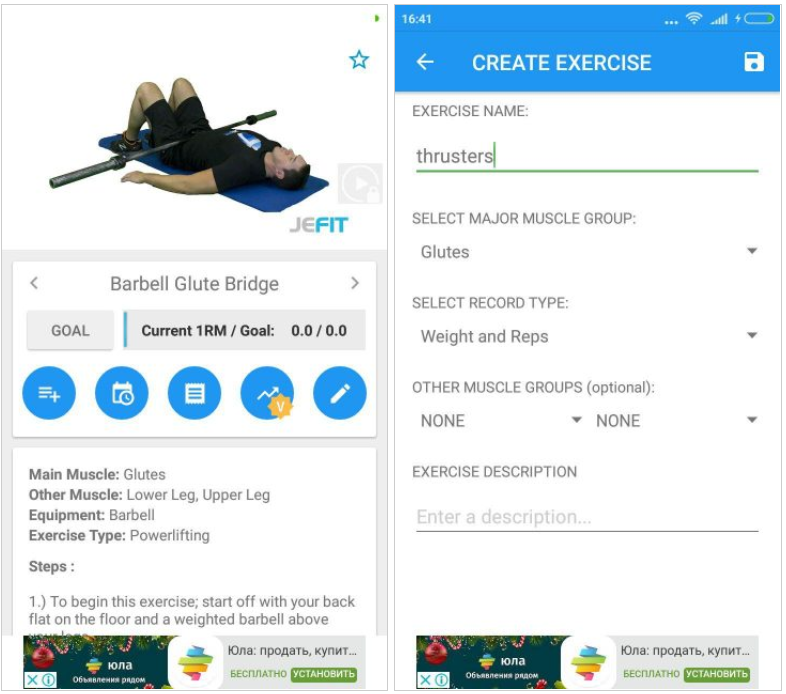 JEFIT
Barbell Glute Bridge
GOAL
Current 1RM / Goal: 0.0 / 0.0
V
Main Muscle: Glutes
Other Muscle: Lower Leg, Upper Leg
Equipment: Barbell
Exercise Type: Powerlifting
Steps :
1.) To begin this exercise; start off with your back
flat on the floor and a weighted barbell above
юла
Объявления рядом
Юла: продать, купит...
БЕСПЛАТНО УСТАНОВИТЬ
16:41
CREATE EXERCISE
EXERCISE NAME:
thrusters
SELECT MAJOR MUSCLE GROUP:
Glutes
SELECT RECORD TYPE:
Weight and Reps
OTHER MUSCLE GROUPS (optional):
NONE NONE
EXERCISE DESCRIPTION
Enter a description...
юла
Объявления рядом
Юла: продать, купит...
БЕСПЛАТНО УСТАНОВИТЬ